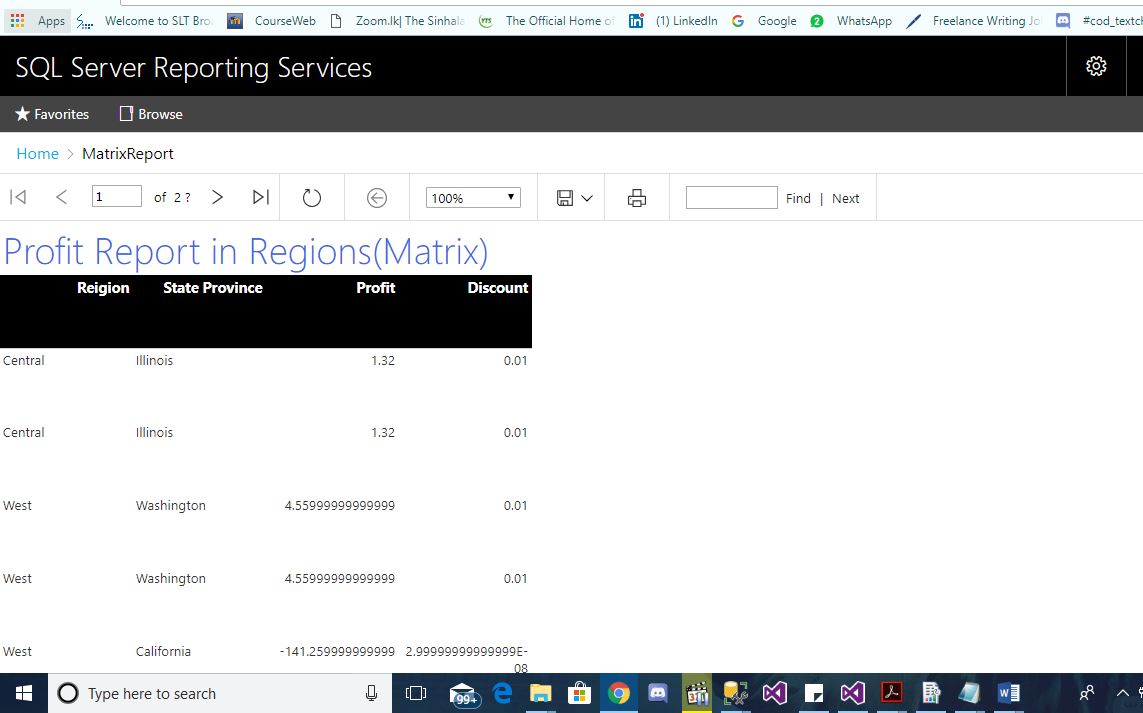 Apps Welcome to SLT Bro CourseWeb Zoom.lk| The Sinhala YTS The Official Home o in (1) LinkedIn G Google 2 WhatsApp Freelance Writing Jo #cod_textch
SQL Server Reporting Services
Favorites Browse
Home > MatrixReport
1 of 2 ? 100% Find | Next
Profit Report in Regions(Matrix)
Reigion State Province Profit Discount
Central Illinois 1.32 0.01
Central Illinois 1.32 0.01
West Washington 4.55999999999999 0.01
West Washington 4.55999999999999 0.01
West California -141.259999999999 2.99999999999999E-
08
Type here to search 99+